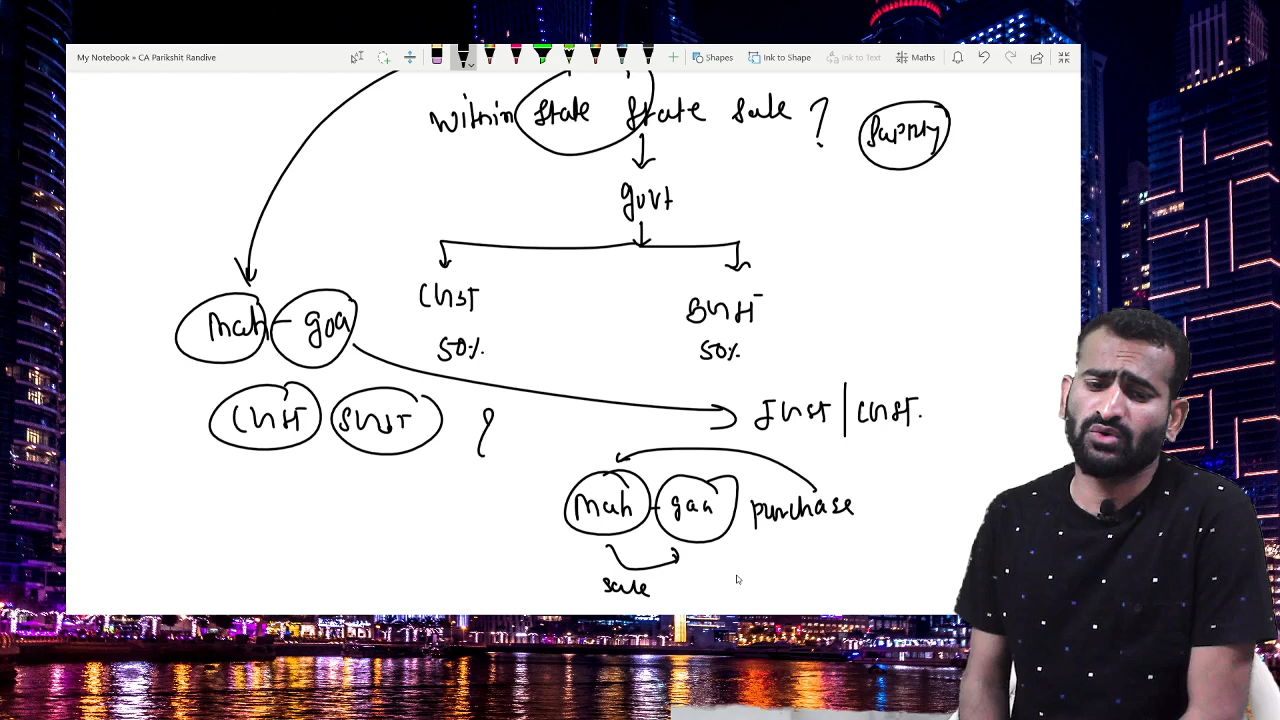 My Notebook » CA Parikshit Randive
Shapes
Ink to Shape
Ink to Text
Maths
within State State sale ?
Supply
govt
CGST
SGST
50%
50%
Mah - goa
CGST SGST ?
IGST | CGST.
Mah - goa purchase
sale